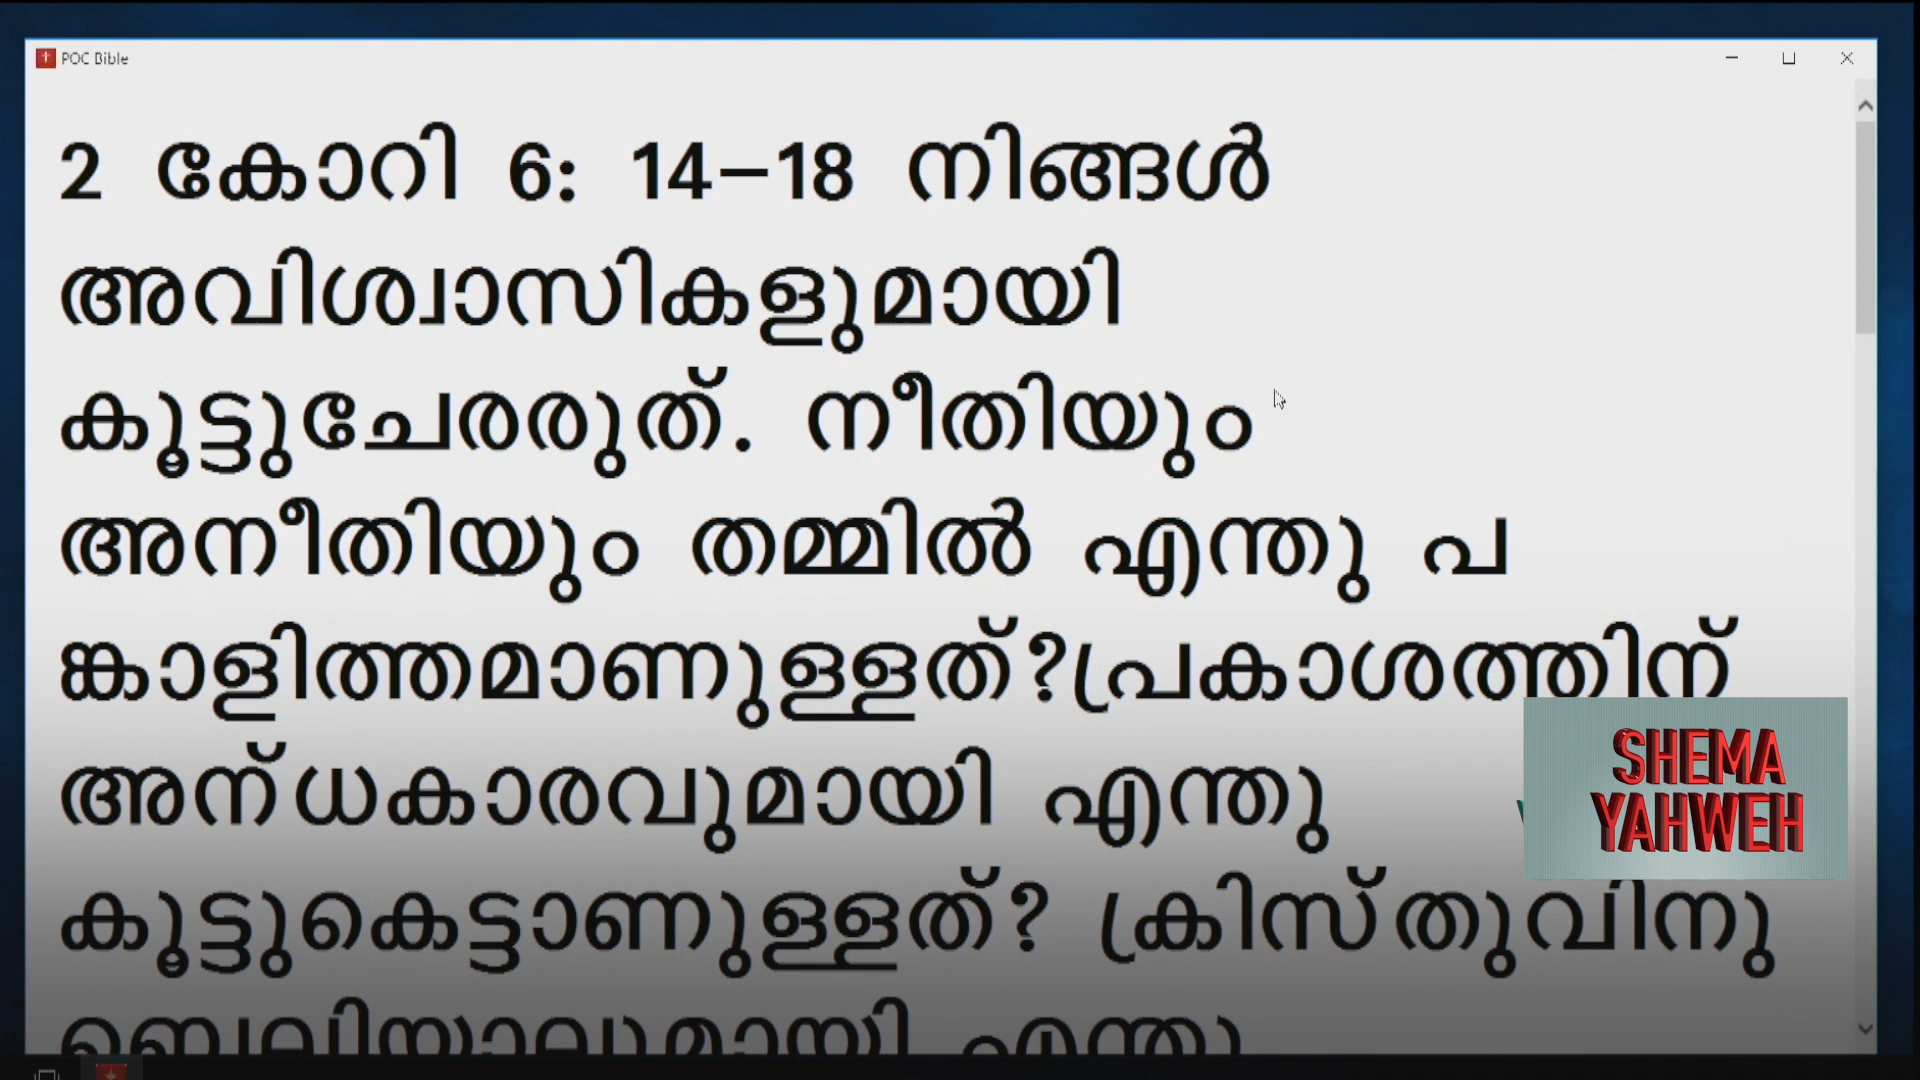 POC Bible
2 കോറി 6: 14-18 നിങ്ങൾ
അവിശ്വാസികളുമായി
കൂട്ടുചേരരുത്. നീതിയും
അനീതിയും തമ്മിൽ എന്തു പ
ങ്കാളിത്തമാണുള്ളത്?പ്രകാശത്തിന്
അന്ധകാരവുമായി എന്തു
കൂട്ടുകെട്ടാണുള്ളത്? ക്രിസ്തുവിനു
ബെലിയാലുമായി എന്തു
SHEMA
YAHWEH